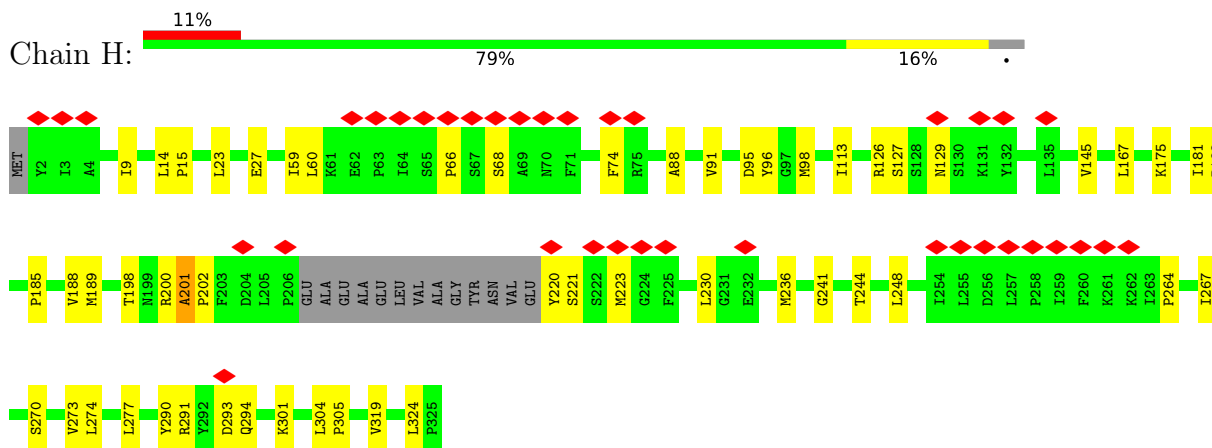 11%
Chain H:
79% 16% •
MET Y2 I3 A4 I9 L14 P15 L23 E27 I59 L60 K61 E62 P63 I64 S65 P66 S67 S68 A69 N70 F71 F74 R75 A88 V91 D95 Y96 G97 M98 I113 R126 S127 S128 N129 S130 K131 Y132 L135 V145 L167 K175 I181
P185 V188 M189 T198 N199 R200 A201 P202 F203 D204 L205 P206 GLU ALA GLU ALA GLU LEU VAL ALA GLY TYR ASN VAL GLU Y220 S221 S222 M223 G224 F225 L230 G231 E232 M236 G241 T244 L248 I254 L255 D256 L257 P258 I259 F260 K261 K262 I263 P264 I267
S270 V273 L274 L277 Y290 R291 Y292 D293 Q294 K301 L304 P305 V319 L324 P325